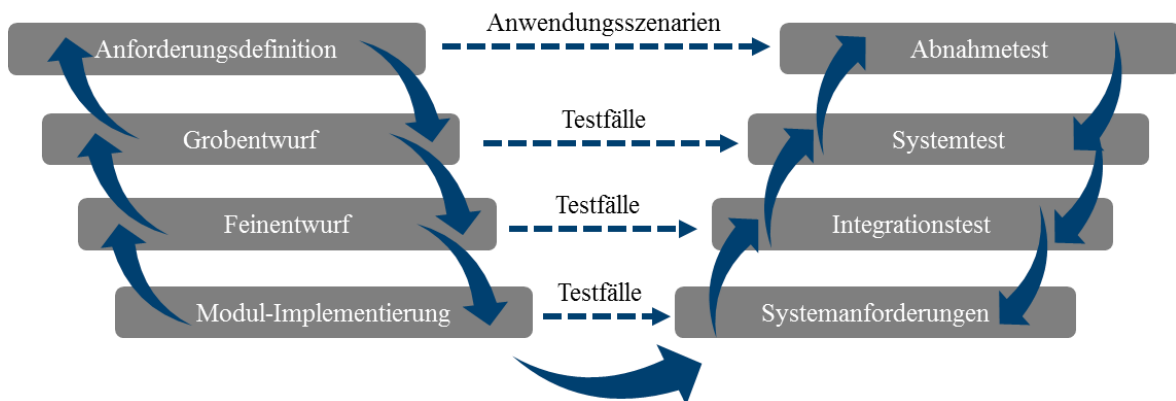 Anwendungsszenarien
Anforderungsdefinition
Abnahmetest
Testfälle
Grobentwurf
Systemtest
Testfälle
Feinentwurf
Integrationstest
Testfälle
Modul-Implementierung
Systemanforderungen